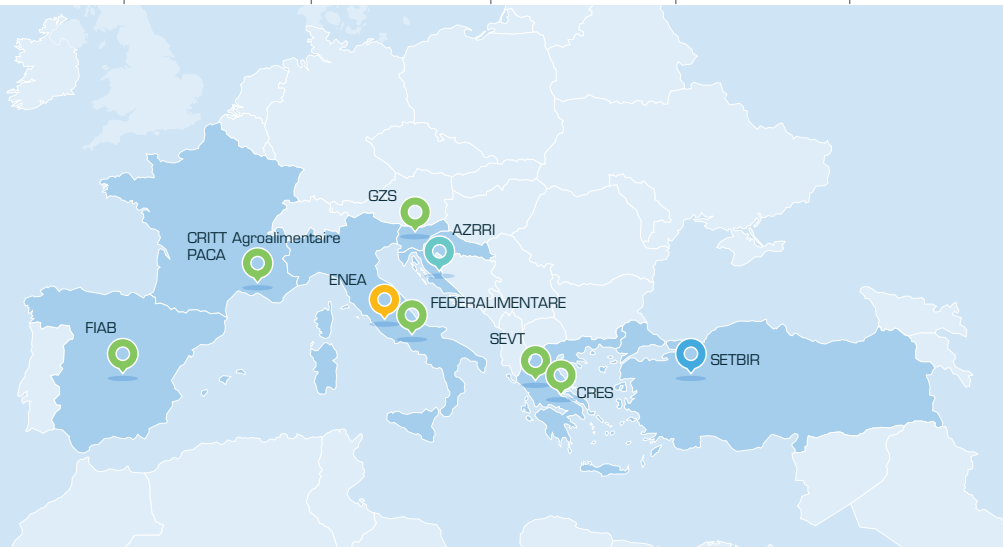 GZS
AZRRI
CRITT Agroalimentaire
PACA
ENEA
FEDERALIMENTARE
FIAB
SEVT
SETBIR
CRES